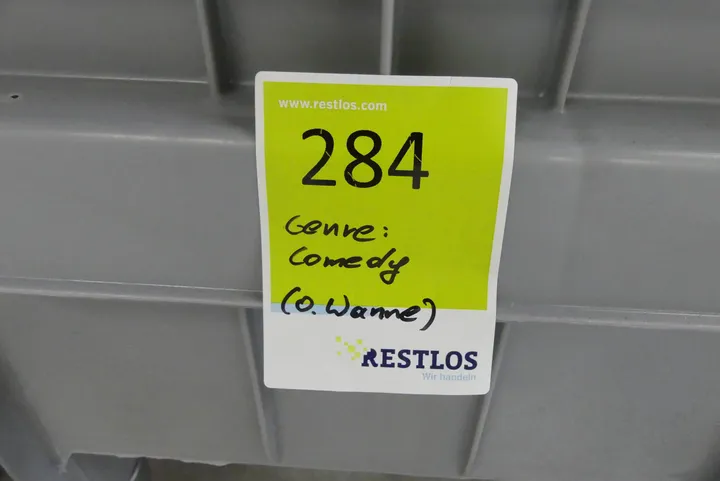 www.restlos.com
284
Genre:
Comedy
(O. Wanne)
RESTLOS
Wir handeln